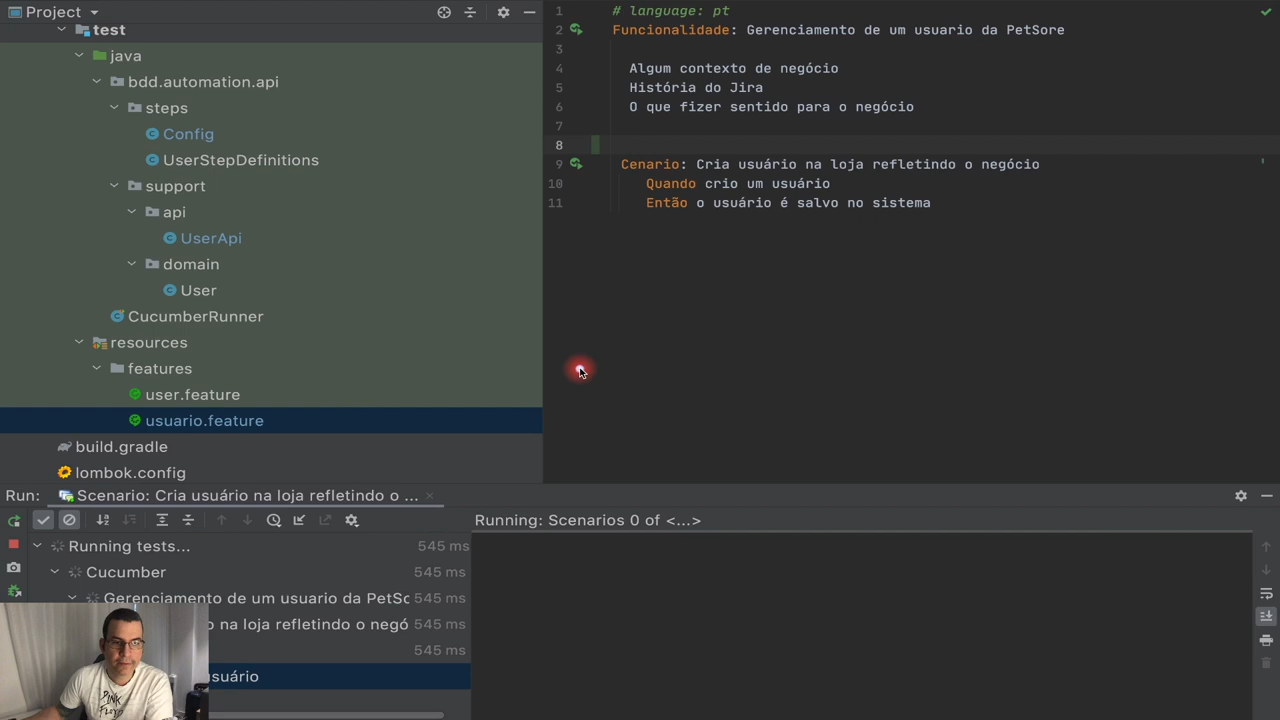 Project
test
java
bdd.automation.api
steps
Config
UserStepDefinitions
support
api
UserApi
domain
User
CucumberRunner
resources
features
user.feature
usuario.feature
build.gradle
lombok.config
1 # language: pt
2 Funcionalidade: Gerenciamento de um usuario da PetSore
3
4 Algum contexto de negócio
5 História do Jira
6 O que fizer sentido para o negócio
7
8
9 Cenario: Cria usuário na loja refletindo o negócio
10 Quando crio um usuário
11 Então o usuário é salvo no sistema
Run: Scenario: Cria usuário na loja refletindo o ...
Running: Scenarios 0 of <...>
Running tests... 545 ms
Cucumber 545 ms
Gerenciamento de um usuario da PetSo 545 ms
o na loja refletindo o negó 545 ms
545 ms
usuário
PINK
FLOYD